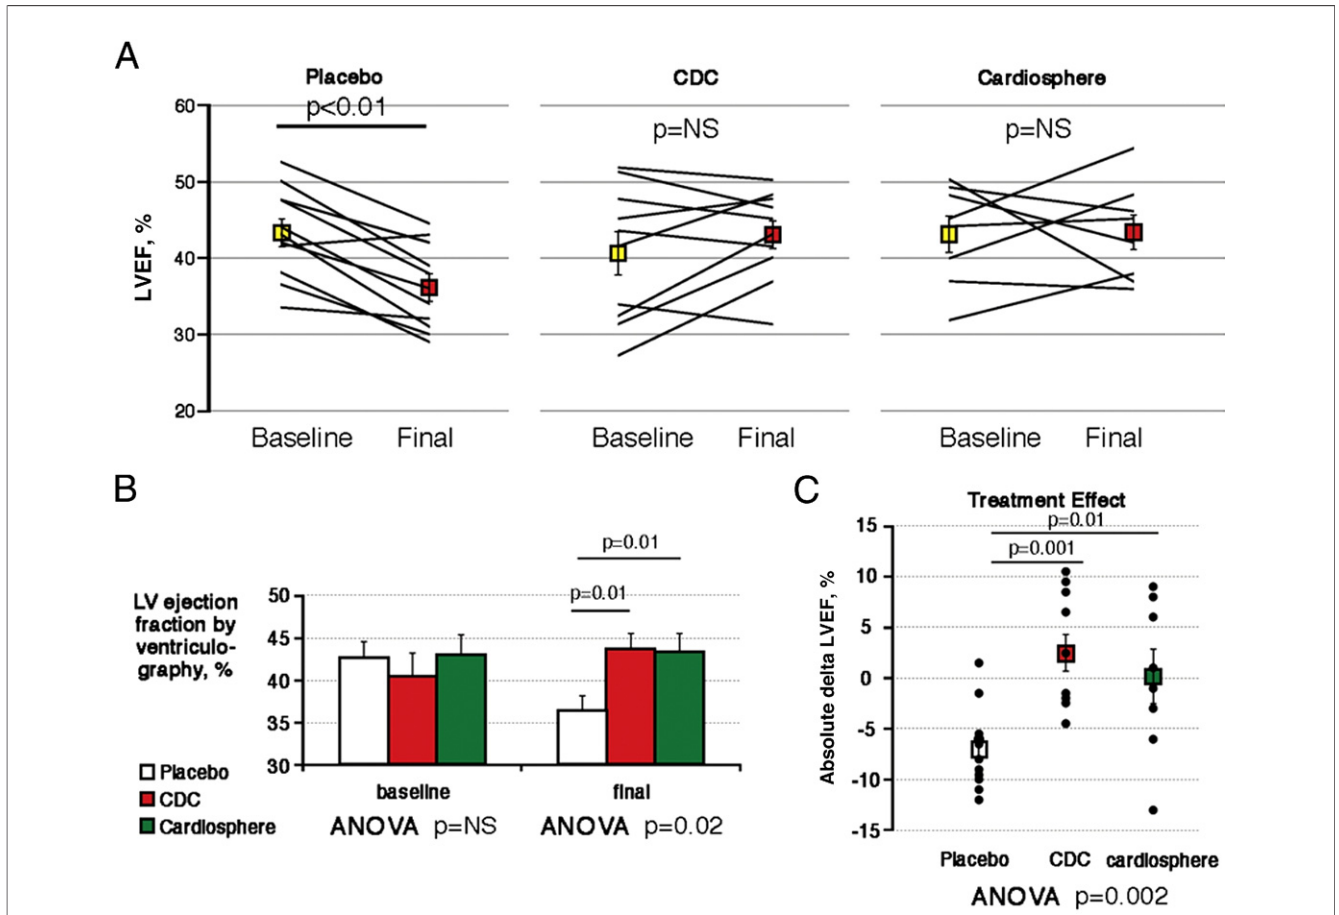 A
Placebo
CDC
Cardiosphere
p<0.01
p=NS
p=NS
LVEF, %
60
50
40
30
20
Baseline
Final
Baseline
Final
Baseline
Final
B
LV ejection
fraction by
ventriculo-
graphy, %
50
45
40
35
30
p=0.01
p=0.01
baseline
final
ANOVA p=NS
ANOVA p=0.02
Placebo
CDC
Cardiosphere
C
Treatment Effect
p=0.01
p=0.001
Absolute delta LVEF, %
15
10
5
0
-5
-10
-15
Placebo
CDC
cardiosphere
ANOVA p=0.002